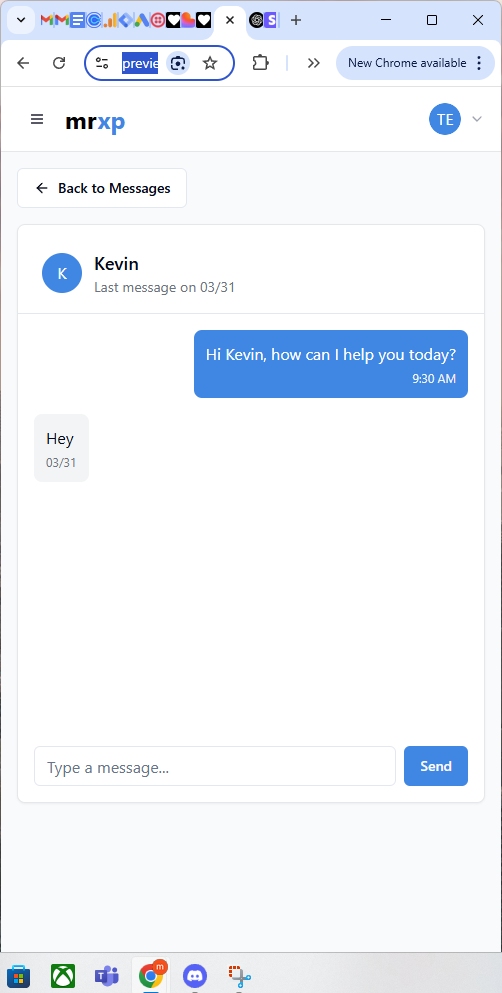 previe
New Chrome available
mrxp
TE
Back to Messages
K
Kevin
Last message on 03/31
Hi Kevin, how can I help you today?
9:30 AM
Hey
03/31
Type a message...
Send
m